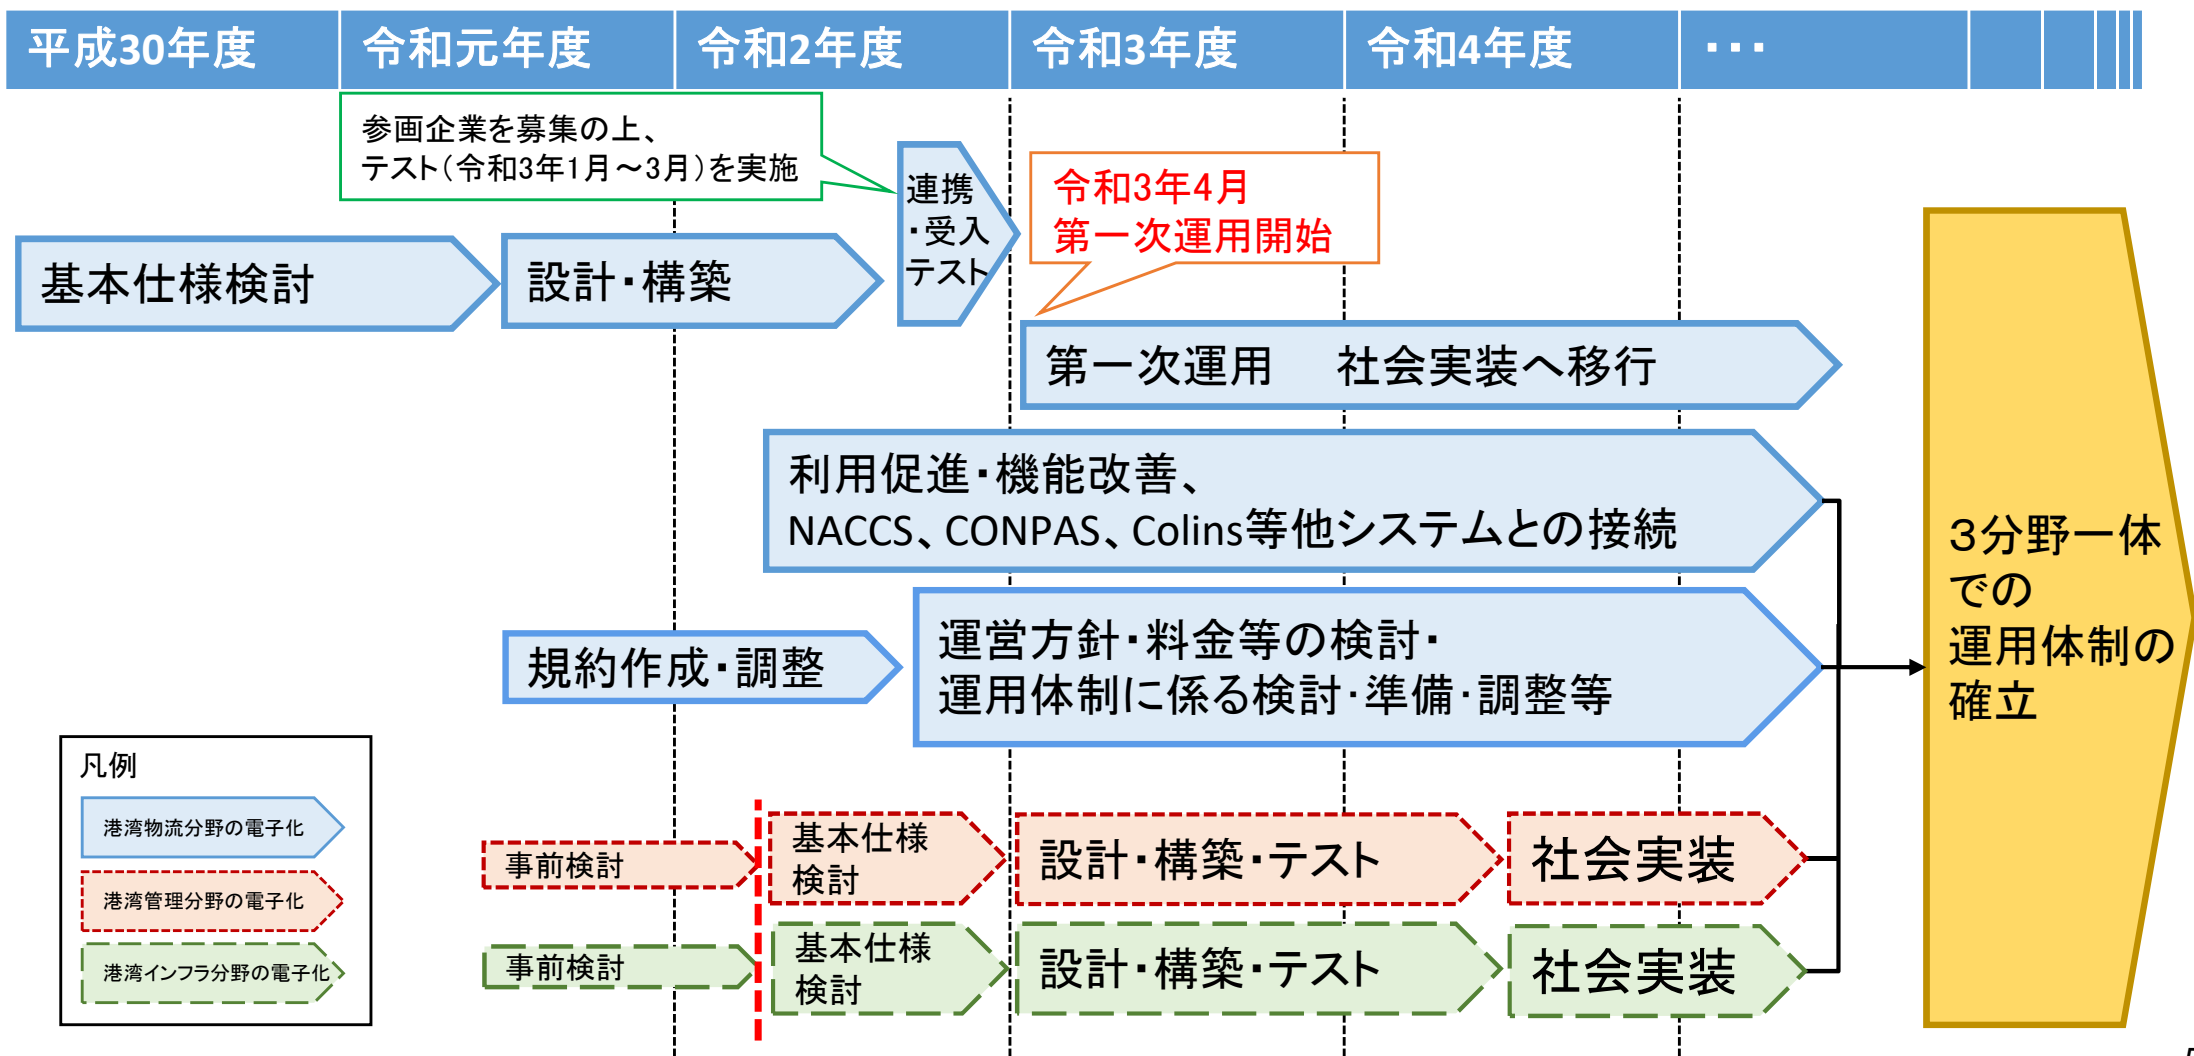 平成30年度
令和元年度
令和2年度
令和3年度
令和4年度
・・・
参画企業を募集の上、
テスト(令和3年1月～3月)を実施
連携
・受入
テスト
令和3年4月
第一次運用開始
基本仕様検討
設計・構築
第一次運用　社会実装へ移行
利用促進・機能改善、
NACCS、CONPAS、Colins等他システムとの接続
規約作成・調整
運営方針・料金等の検討・
運用体制に係る検討・準備・調整等
3分野一体
での
運用体制の
確立
事前検討
基本仕様
検討
設計・構築・テスト
社会実装
事前検討
基本仕様
検討
設計・構築・テスト
社会実装
凡例
港湾物流分野の電子化
港湾管理分野の電子化
港湾インフラ分野の電子化